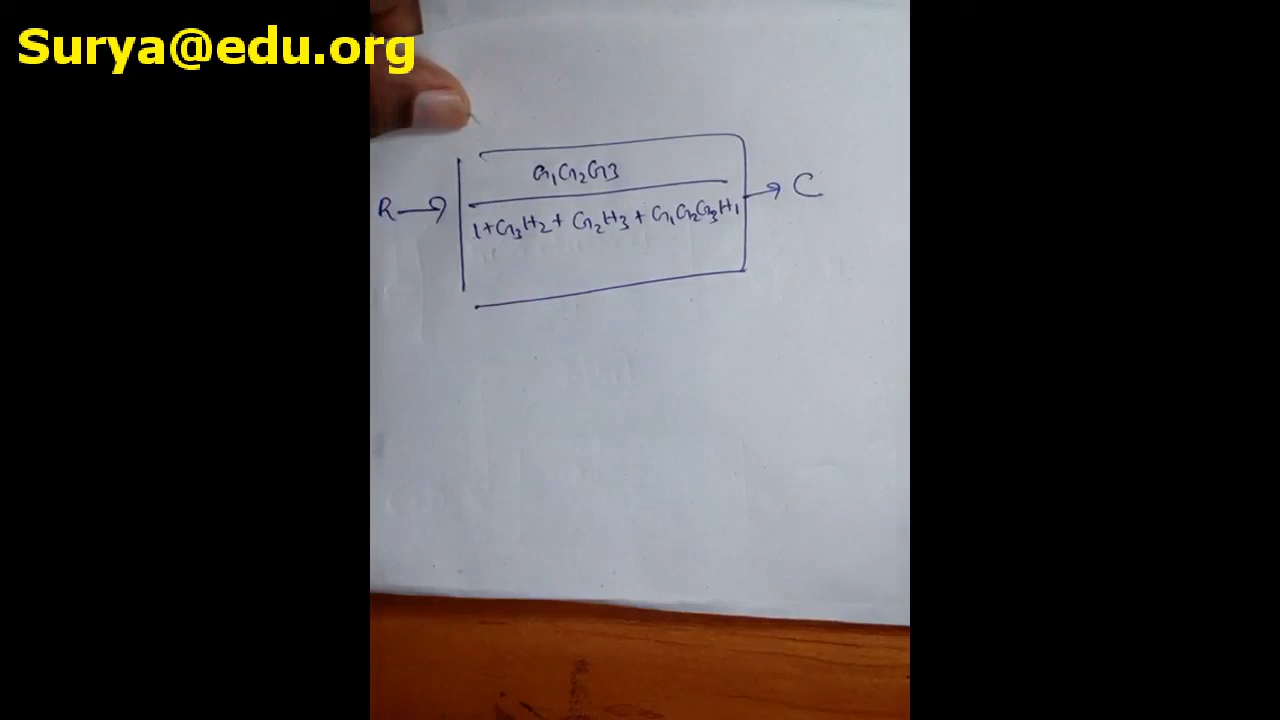 Surya@edu.org
G₁G₂G3
R → 1+G₃H₂ + G₂H₃ + G₁G₂G₃H₁ → C